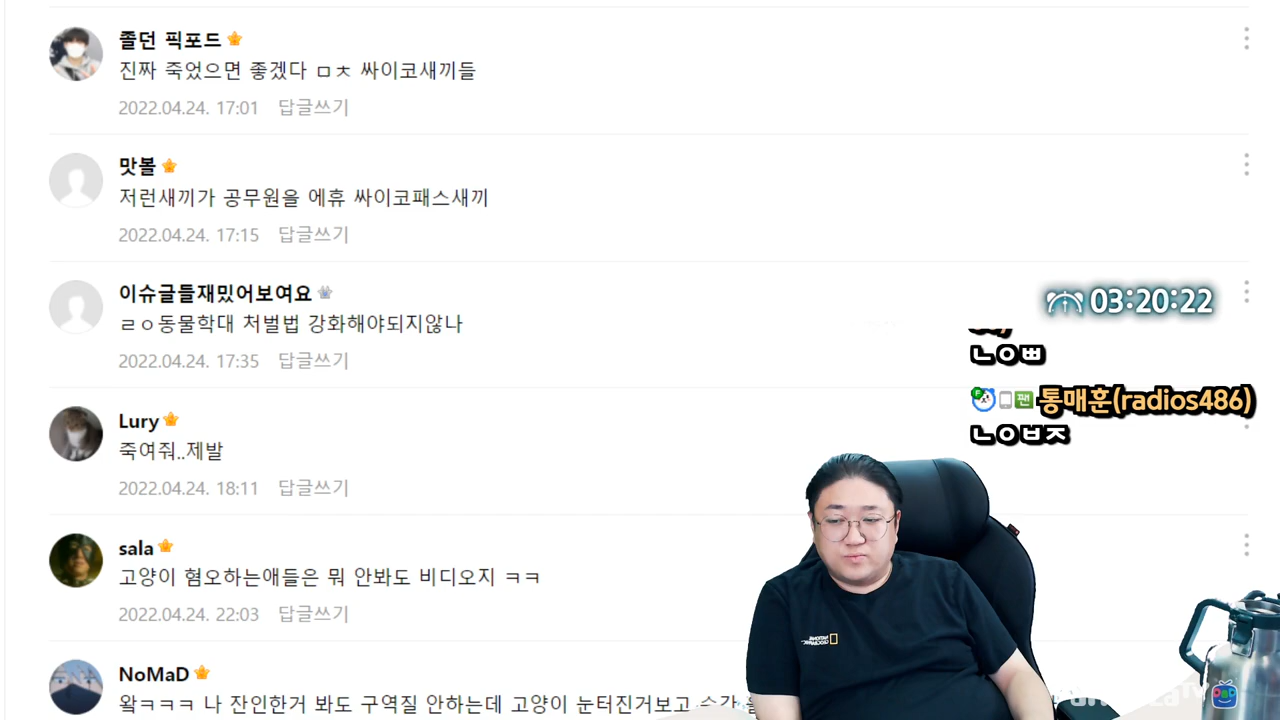 졸던 픽포드
진짜 죽었으면 좋겠다 ㅁㅊ 싸이코새끼들
2022.04.24. 17:01 답글쓰기
맛볼
저런새끼가 공무원을 에휴 싸이코패스새끼
2022.04.24. 17:15 답글쓰기
이슈글들재밌어보여요
ㄹㅇ동물학대 처벌법 강화해야되지않나
2022.04.24. 17:35 답글쓰기
03:20:22
ㄴㅇㅃ
팬 통매훈(radios486)
ㄴㅇㅂㅈ
Lury
죽여줘..제발
2022.04.24. 18:11 답글쓰기
sala
고양이 혐오하는애들은 뭐 안봐도 비디오지 ㅋㅋ
2022.04.24. 22:03 답글쓰기
NoMaD
왘ㅋㅋㅋ 나 잔인한거 봐도 구역질 안하는데 고양이 눈터진거보고 순간